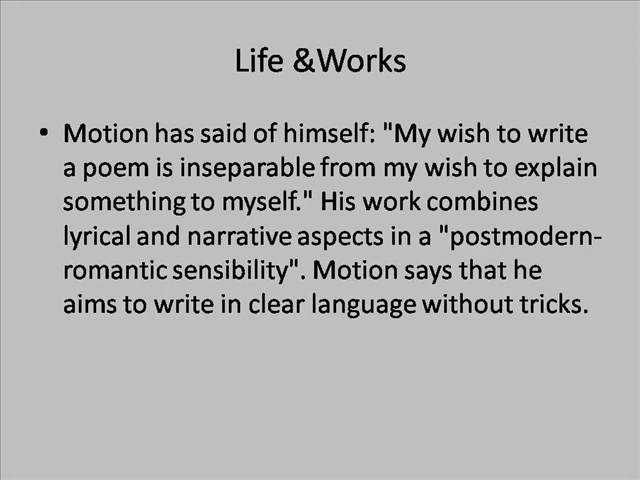 Life &Works
• Motion has said of himself: "My wish to write
a poem is inseparable from my wish to explain
something to myself." His work combines
lyrical and narrative aspects in a "postmodern-
romantic sensibility". Motion says that he
aims to write in clear language without tricks.